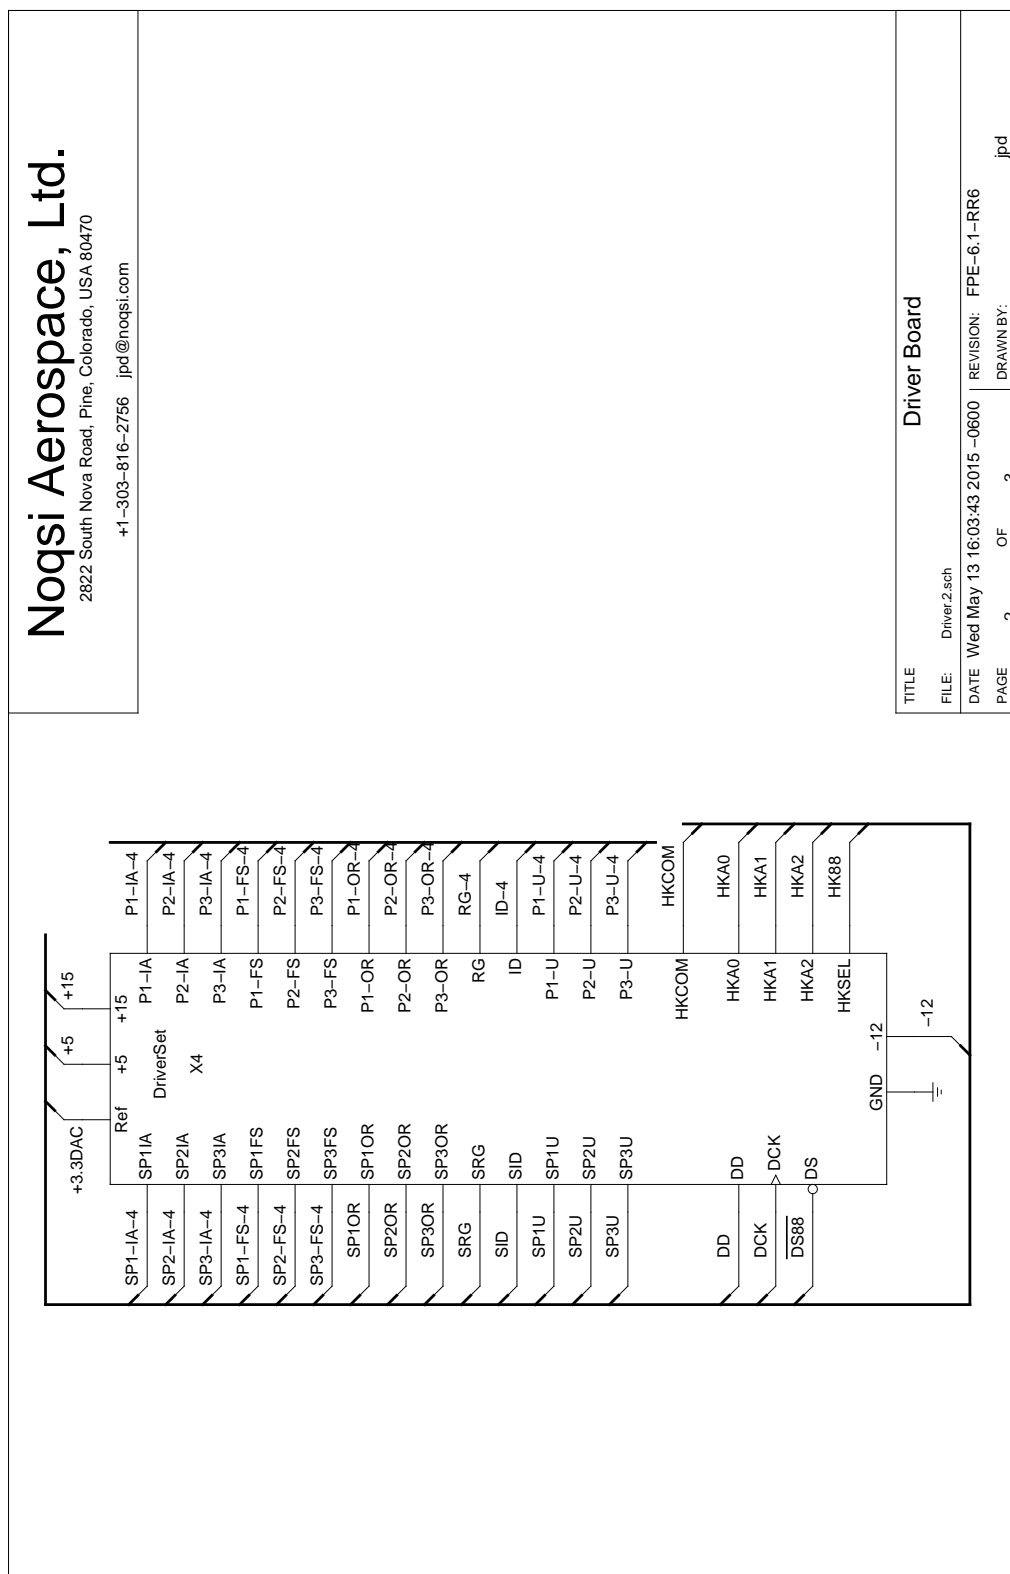 Noqsi Aerospace, Ltd.
2822 South Nova Road, Pine, Colorado, USA 80470
+1−303−816−2756 jpd@noqsi.com
+3.3DAC
+5
+15
Ref
+5
+15
DriverSet
X4
SP1−IA−4
SP1IA
P1−IA
P1−IA−4
SP2−IA−4
SP2IA
P2−IA
P2−IA−4
SP3−IA−4
SP3IA
P3−IA
P3−IA−4
SP1−FS−4
SP1FS
P1−FS
P1−FS−4
SP2−FS−4
SP2FS
P2−FS
P2−FS−4
SP3−FS−4
SP3FS
P3−FS
P3−FS−4
SP1OR
SP1OR
P1−OR
P1−OR−4
SP2OR
SP2OR
P2−OR
P2−OR−4
SP3OR
SP3OR
P3−OR
P3−OR−4
SRG
SRG
RG
RG−4
SID
SID
ID
ID−4
SP1U
SP1U
P1−U
P1−U−4
SP2U
SP2U
P2−U
P2−U−4
SP3U
SP3U
P3−U
P3−U−4
HKCOM
HKCOM
DD
DD
HKA0
HKA0
DCK
DCK
HKA1
HKA1
DS88
DS
HKA2
HKA2
HKSEL
HK88
GND
−12
−12
TITLE
Driver Board
FILE: Driver.2.sch
DATE Wed May 13 16:03:43 2015 −0600
REVISION: FPE−6.1−RR6
PAGE OF
DRAWN BY: jpd